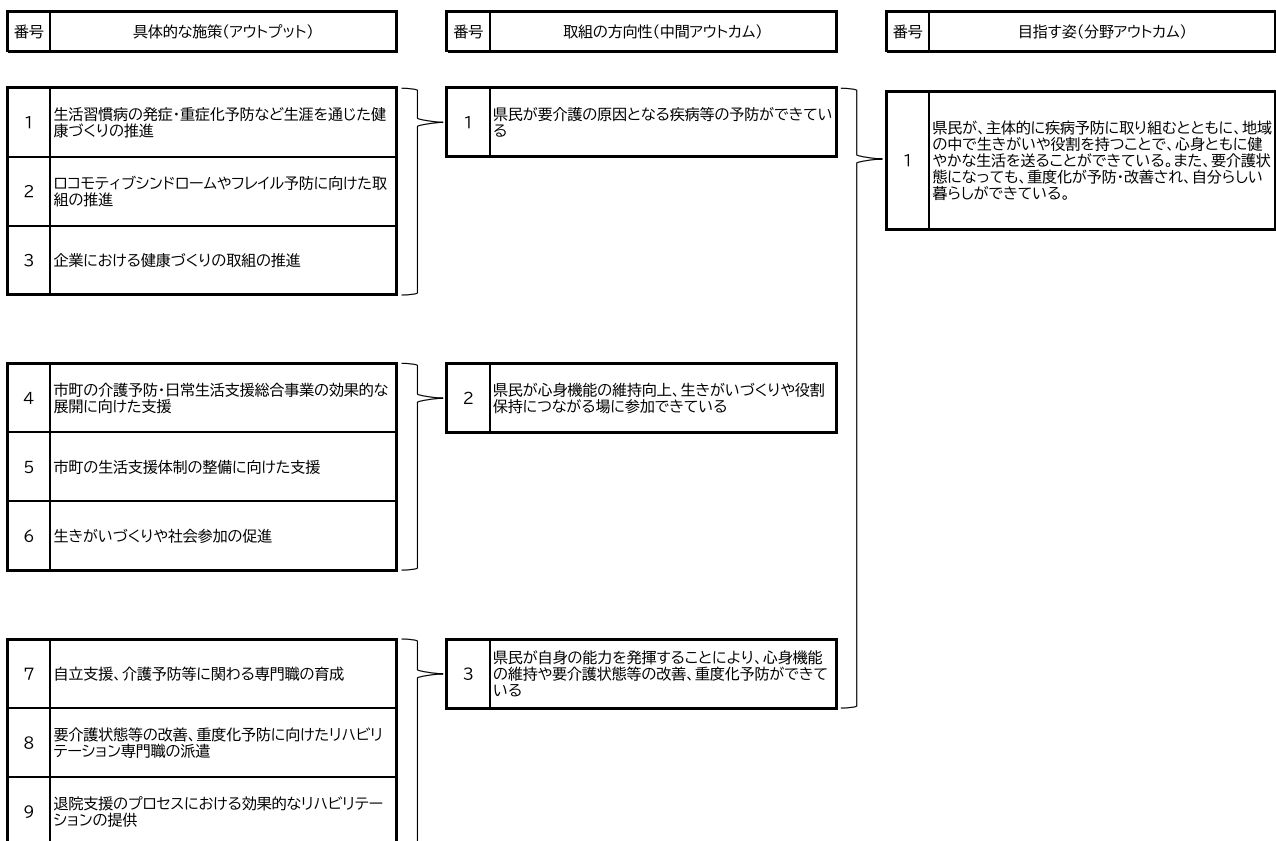 番号 具体的な施策(アウトプット)
番号 取組の方向性(中間アウトカム)
番号 目指す姿(分野アウトカム)
1 生活習慣病の発症・重症化予防など生涯を通じた健
康づくりの推進
2 ロコモティブシンドロームやフレイル予防に向けた取
組の推進
3 企業における健康づくりの取組の推進
1 県民が要介護の原因となる疾病等の予防ができてい
る
1 県民が、主体的に疾病予防に取り組むとともに、地域
の中で生きがいや役割を持つことで、心身ともに健
やかな生活を送ることができている。また、要介護状
態になっても、重度化が予防・改善され、自分らしい
暮らしができている。
4 市町の介護予防・日常生活支援総合事業の効果的な
展開に向けた支援
5 市町の生活支援体制の整備に向けた支援
6 生きがいづくりや社会参加の促進
2 県民が心身機能の維持向上、生きがいづくりや役割
保持につながる場に参加できている
7 自立支援、介護予防等に関わる専門職の育成
8 要介護状態等の改善、重度化予防に向けたリハビリ
テーション専門職の派遣
9 退院支援のプロセスにおける効果的なリハビリテー
ションの提供
3 県民が自身の能力を発揮することにより、心身機能
の維持や要介護状態等の改善、重度化予防ができて
いる